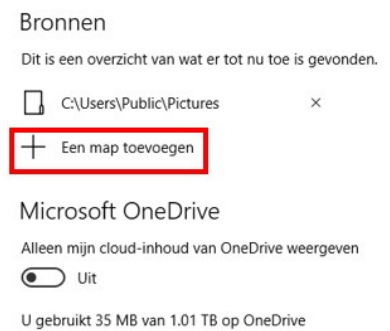 Bronnen
Dit is een overzicht van wat er tot nu toe is gevonden.
C:\Users\Public\Pictures
Een map toevoegen
Microsoft OneDrive
Alleen mijn cloud-inhoud van OneDrive weergeven
Uit
U gebruikt 35 MB van 1.01 TB op OneDrive